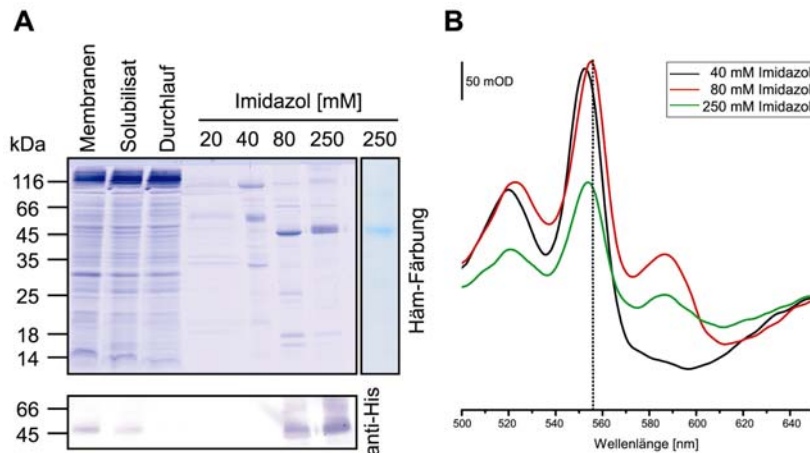 A
Membranen
Solubilisat
Durchlauf
Imidazol [mM]
kDa
20 40 80 250 250
116
66
45
35
25
18
14
Häm-Färbung
66
45
anti-His
B
50 mOD
40 mM Imidazol
80 mM Imidazol
250 mM Imidazol
500 520 540 560 580 600 620 640
Wellenlänge [nm]